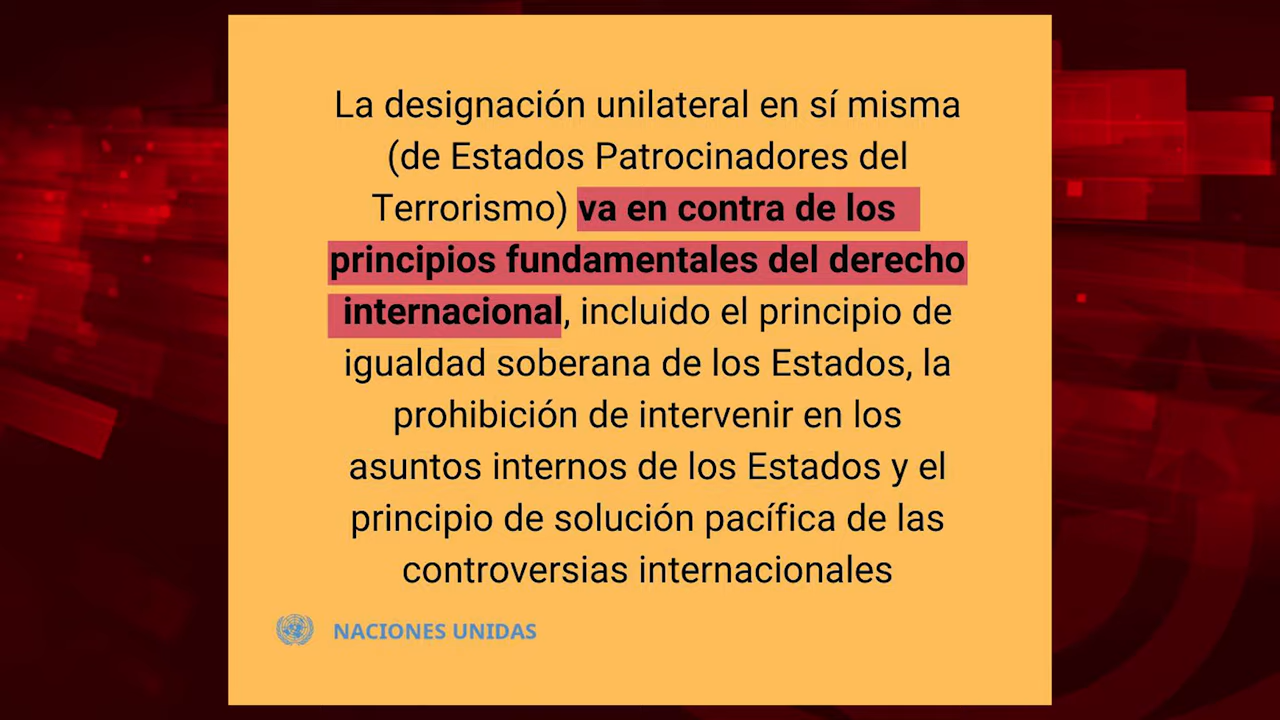 La designación unilateral en sí misma
(de Estados Patrocinadores del
Terrorismo) va en contra de los
principios fundamentales del derecho
internacional, incluido el principio de
igualdad soberana de los Estados, la
prohibición de intervenir en los
asuntos internos de los Estados y el
principio de solución pacífica de las
controversias internacionales
NACIONES UNIDAS